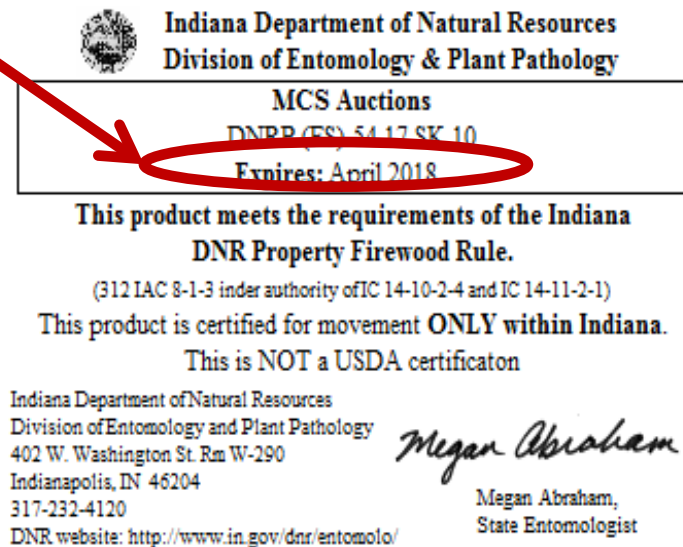 Indiana Department of Natural Resources
Division of Entomology & Plant Pathology
MCS Auctions
DNRP (FS) 54 17 SK 10
Expires: April 2018
This product meets the requirements of the Indiana
DNR Property Firewood Rule.
(312 IAC 8-1-3 inder authority of IC 14-10-2-4 and IC 14-11-2-1)
This product is certified for movement ONLY within Indiana.
This is NOT a USDA certificaton
Indiana Department of Natural Resources
Division of Entomology and Plant Pathology
402 W. Washington St. Rm W-290
Indianapolis, IN 46204
317-232-4120
DNR website: http://www.in.gov/dnr/entomolo/
Megan Abraham
Megan Abraham,
State Entomologist